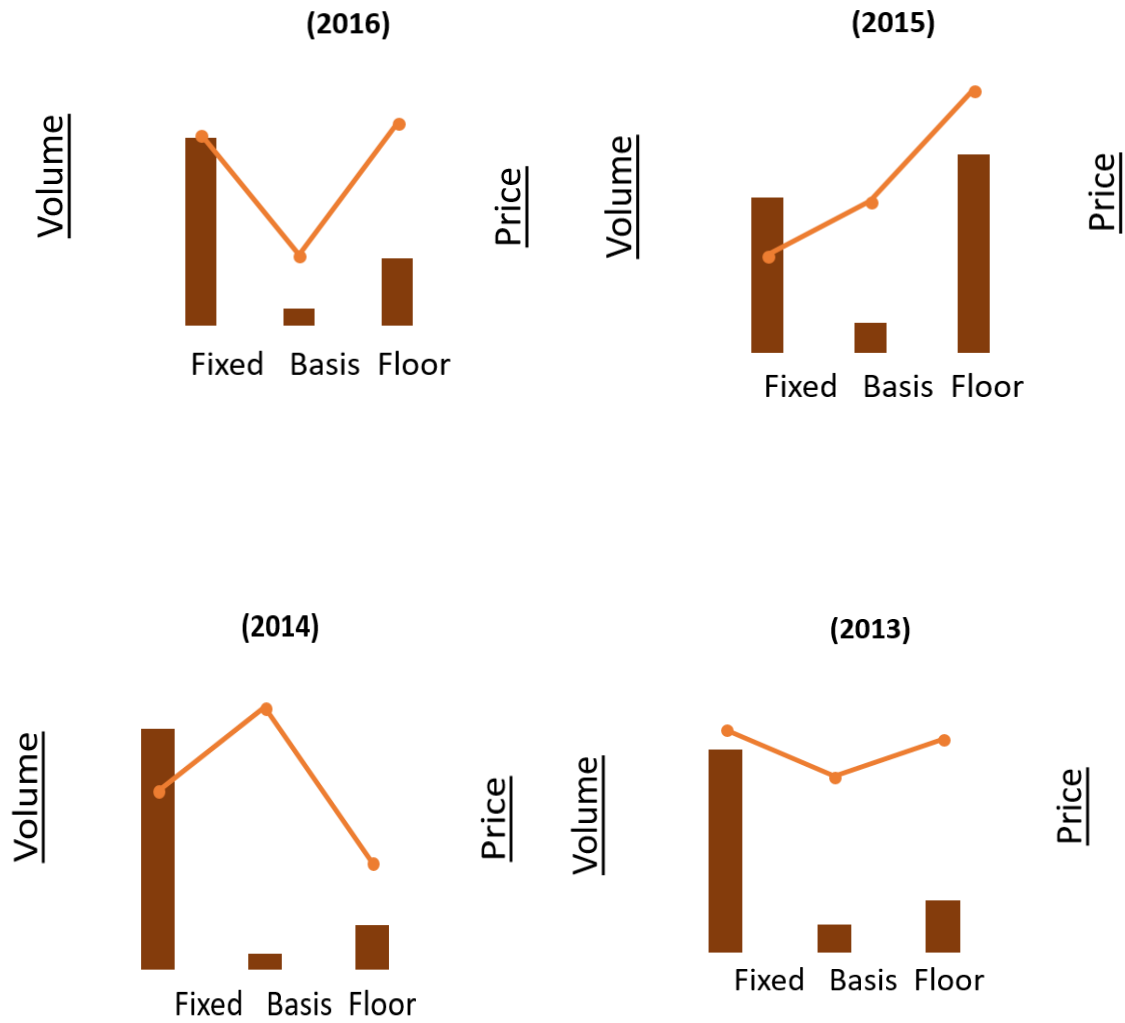 (2016)
Volume
Price
Fixed Basis Floor
(2015)
Volume
Price
Fixed Basis Floor
(2014)
Volume
Price
Fixed Basis Floor
(2013)
Volume
Price
Fixed Basis Floor